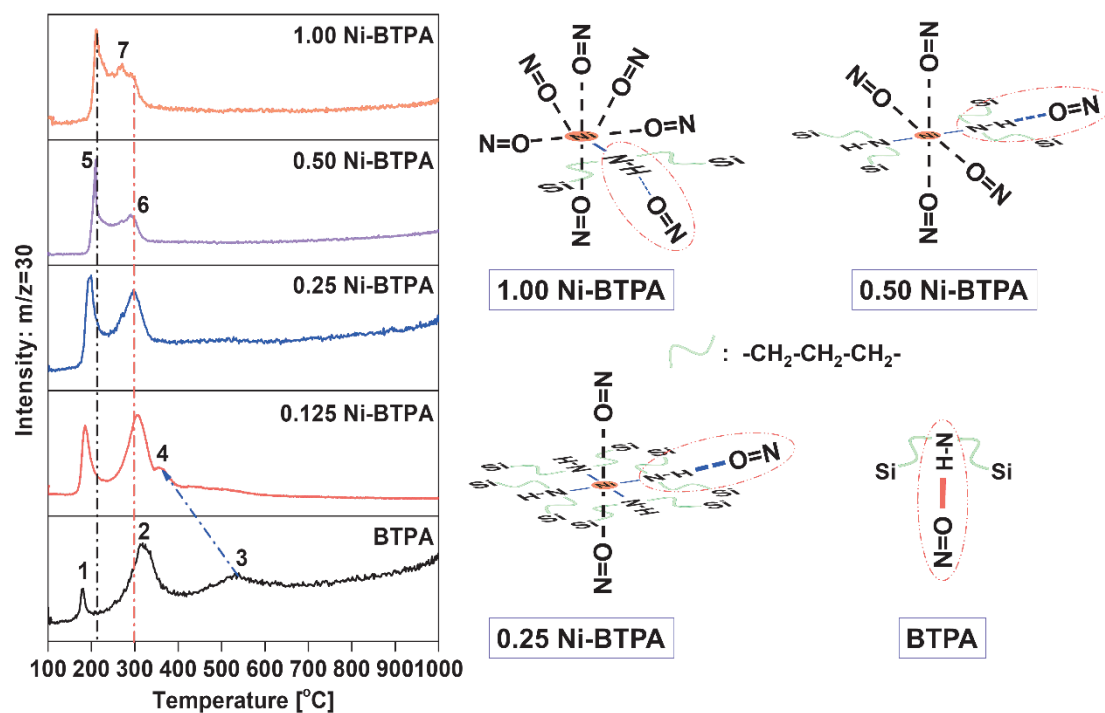 Intensity: m/z=30
1.00 Ni-BTPA
7
0.50 Ni-BTPA
5
6
0.25 Ni-BTPA
0.125 Ni-BTPA
4
BTPA
1
2
3
100 200 300 400 500 600 700 800 900 1000
Temperature [°C]
N=O
O=N
O=N
N=O
O=N
Ni
N-H
Si
Si
O=N
O=N
1.00 Ni-BTPA
O=N
N=O
Si
Si
H-N
Ni
N-H
O=N
Si
Si
O=N
N=O
0.50 Ni-BTPA
: -CH2-CH2-CH2-
O=N
Si
Si
Si
H-N
Si
N-H
O=N
Si
H-N
Ni
N-H
Si
Si
Si
N=O
0.25 Ni-BTPA
H-N
Si
Si
N=O
BTPA